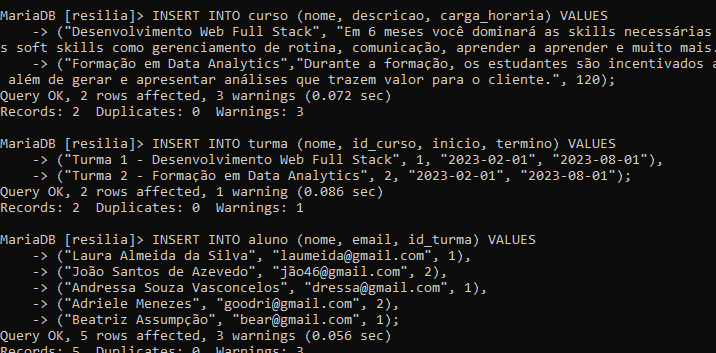 MariaDB [resilia]> INSERT INTO curso (nome, descricao, carga_horaria) VALUES
-> ("Desenvolvimento Web Full Stack", "Em 6 meses você dominará as skills necessárias
s soft skills como gerenciamento de rotina, comunicação, aprender a aprender e muito mais.
-> ("Formação em Data Analytics","Durante a formação, os estudantes são incentivados a
além de gerar e apresentar análises que trazem valor para o cliente.", 120);
Query OK, 2 rows affected, 3 warnings (0.072 sec)
Records: 2  Duplicates: 0  Warnings: 3
MariaDB [resilia]> INSERT INTO turma (nome, id_curso, inicio, termino) VALUES
-> ("Turma 1 - Desenvolvimento Web Full Stack", 1, "2023-02-01", "2023-08-01"),
-> ("Turma 2 - Formação em Data Analytics", 2, "2023-02-01", "2023-08-01");
Query OK, 2 rows affected, 1 warning (0.086 sec)
Records: 2  Duplicates: 0  Warnings: 1
MariaDB [resilia]> INSERT INTO aluno (nome, email, id_turma) VALUES
-> ("Laura Almeida da Silva", "laumeida@gmail.com", 1),
-> ("João Santos de Azevedo", "jão46@gmail.com", 2),
-> ("Andressa Souza Vasconcelos", "dressa@gmail.com", 1),
-> ("Adriele Menezes", "goodri@gmail.com", 2),
-> ("Beatriz Assumpção", "bear@gmail.com", 1);
Query OK, 5 rows affected, 3 warnings (0.056 sec)
Records: 5  Duplicates: 0  Warnings: 3